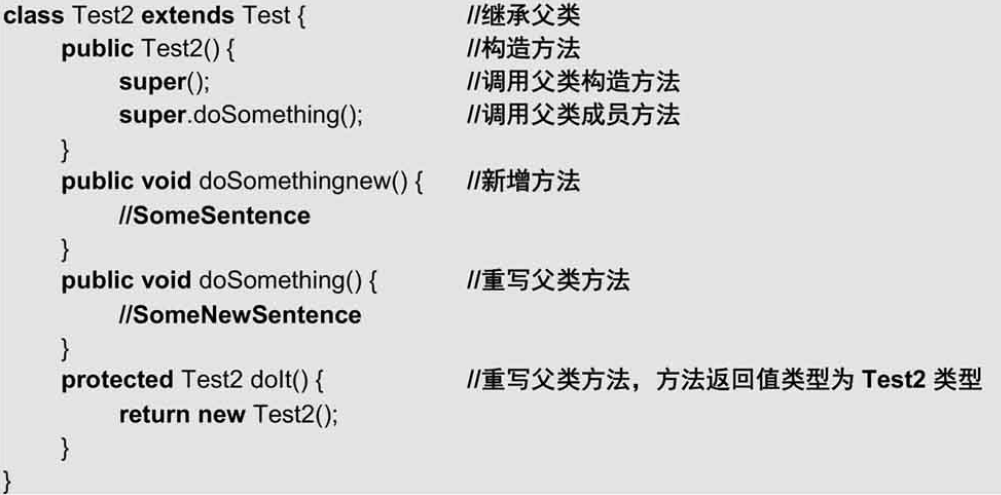 class Test2 extends Test { //继承父类
public Test2() { //构造方法
super(); //调用父类构造方法
super.doSomething(); //调用父类成员方法
}
public void doSomethingnew() { //新增方法
//SomeSentence
}
public void doSomething() { //重写父类方法
//SomeNewSentence
}
protected Test2 doIt() { //重写父类方法，方法返回值类型为 Test2 类型
return new Test2();
}
}